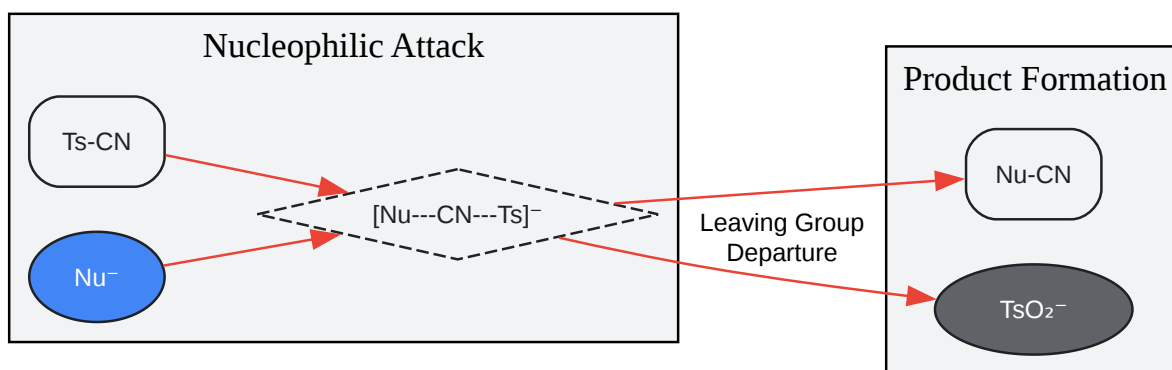 Nucleophilic Attack
Ts-CN
Nu⁻
[Nu---CN---Ts]⁻
Leaving Group
Departure
Product Formation
Nu-CN
TsO₂⁻